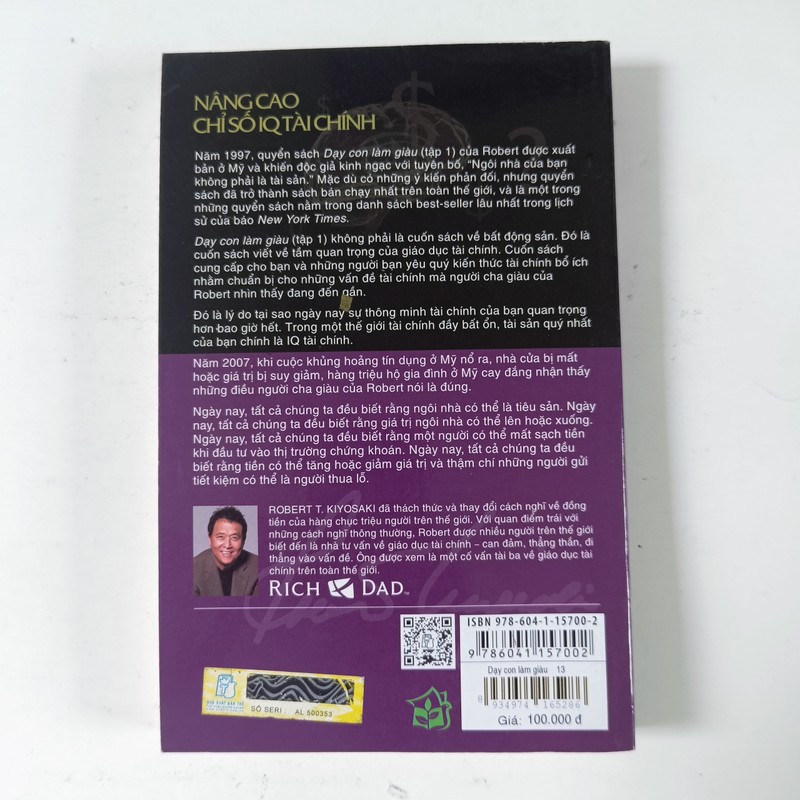 NÂNG CAO
CHỈ SỐ IQ TÀI CHÍNH
Năm 1997, quyển sách Dạy con làm giàu (tập 1) của Robert được xuất
bản ở Mỹ và khiến độc giả kinh ngạc với tuyên bố, “Ngôi nhà của bạn
không phải là tài sản.” Mặc dù có những ý kiến phản đối, nhưng quyển
sách đã trở thành sách bán chạy nhất trên toàn thế giới, và là một trong
những quyển sách nằm trong danh sách best-seller lâu nhất trong lịch
sử của báo New York Times.
Dạy con làm giàu (tập 1) không phải là cuốn sách về bất động sản. Đó là
cuốn sách viết về tầm quan trọng của giáo dục tài chính. Cuốn sách
cung cấp cho bạn và những người bạn yêu quý kiến thức tài chính bổ ích
nhằm chuẩn bị cho những vấn đề tài chính mà người cha giàu của
Robert nhìn thấy đang đến gần.
Đó là lý do tại sao ngày nay sự thông minh tài chính của bạn quan trọng
hơn bao giờ hết. Trong một thế giới tài chính đầy bất ổn, tài sản quý nhất
của bạn chính là IQ tài chính.
Năm 2007, khi cuộc khủng hoảng tín dụng ở Mỹ nổ ra, nhà cửa bị mất
hoặc giá trị bị suy giảm, hàng triệu hộ gia đình ở Mỹ cay đắng nhận thấy
những điều người cha giàu của Robert nói là đúng.
Ngày nay, tất cả chúng ta đều biết rằng ngôi nhà có thể là tiêu sản. Ngày
nay, tất cả chúng ta đều biết rằng giá trị ngôi nhà có thể lên hoặc xuống.
Ngày nay, tất cả chúng ta đều biết rằng một người có thể mất sạch tiền
khi đầu tư vào thị trường chứng khoán. Ngày nay, tất cả chúng ta đều
biết rằng tiền có thể tăng hoặc giảm giá trị và thậm chí những người gửi
tiết kiệm có thể là người thua lỗ.
ROBERT T. KIYOSAKI đã thách thức và thay đổi cách nghĩ về đồng
tiền của hàng chục triệu người trên thế giới. Với quan điểm trái với
những cách nghĩ thông thường, Robert được nhiều người trên thế giới
biết đến là nhà tư vấn về giáo dục tài chính – can đảm, thẳng thắn, đi
thẳng vào vấn đề. Ông được xem là một cố vấn tài ba về giáo dục tài
chính trên toàn thế giới.
RICH DAD™
ISBN 978-604-1-15700-2
9 786041 157002
Dạy con làm giàu 13
8 934974 165286
Giá: 100.000 đ
NHÀ XUẤT BẢN TRẺ
SỐ SERI : AL 500353